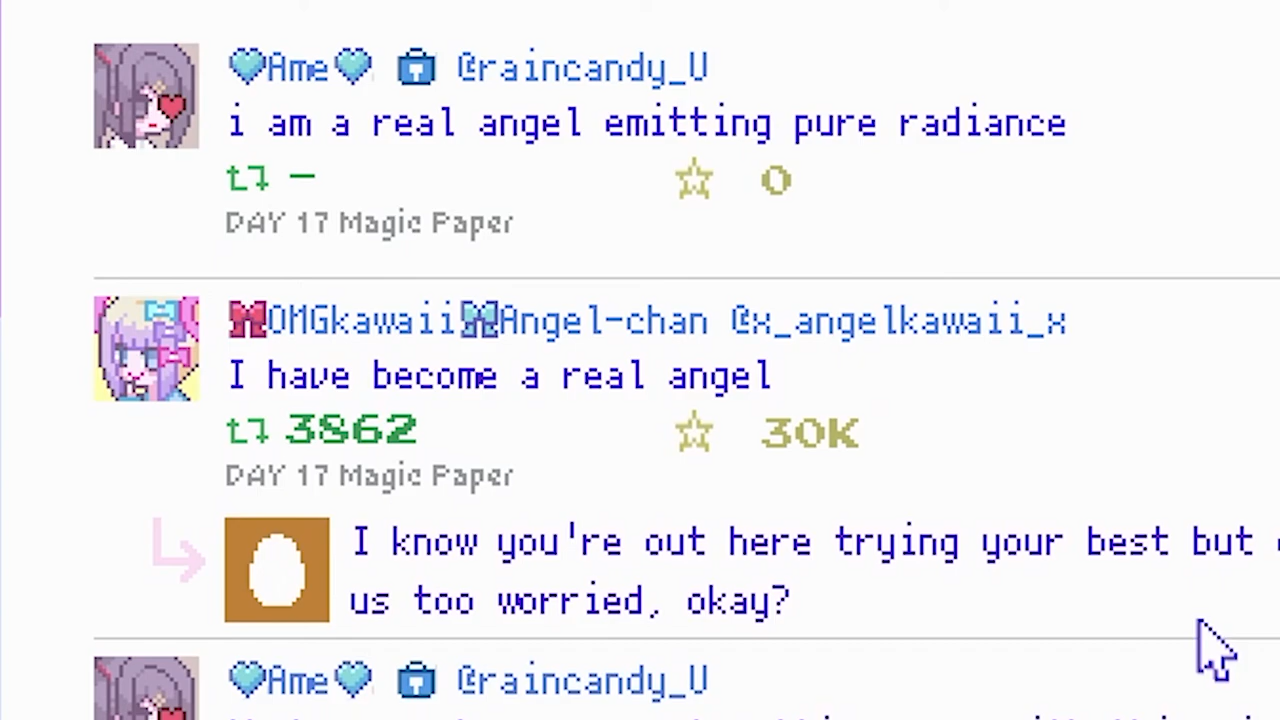 Ame @raincandy_U
i am a real angel emitting pure radiance
— 0
DAY 17 Magic Paper
OMGkawaii Angel-chan @x_angelkawaii_x
I have become a real angel
3862 30K
DAY 17 Magic Paper
I know you're out here trying your best but
us too worried, okay?
Ame @raincandy_U